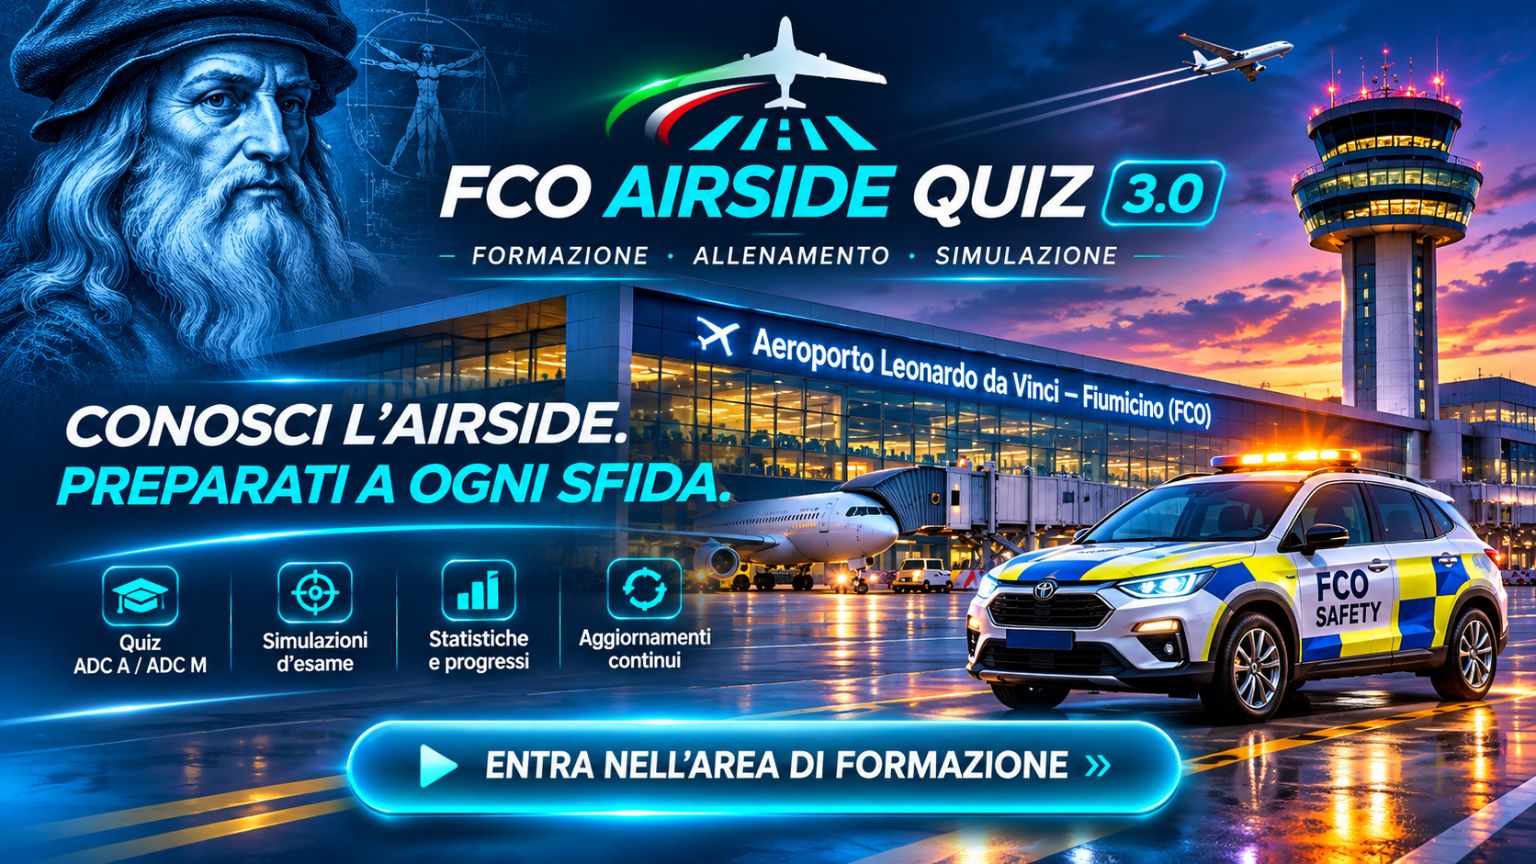 FCO AIRSIDE QUIZ 3.0
FORMAZIONE · ALLENAMENTO · SIMULAZIONE
Aeroporto Leonardo da Vinci – Fiumicino (FCO)
CONOSCI L'AIRSIDE.
PREPARATI A OGNI SFIDA.
Quiz
ADC A / ADC M
Simulazioni
d'esame
Statistiche
e progressi
Aggiornamenti
continui
FCO
SAFETY
ENTRA NELL'AREA DI FORMAZIONE »